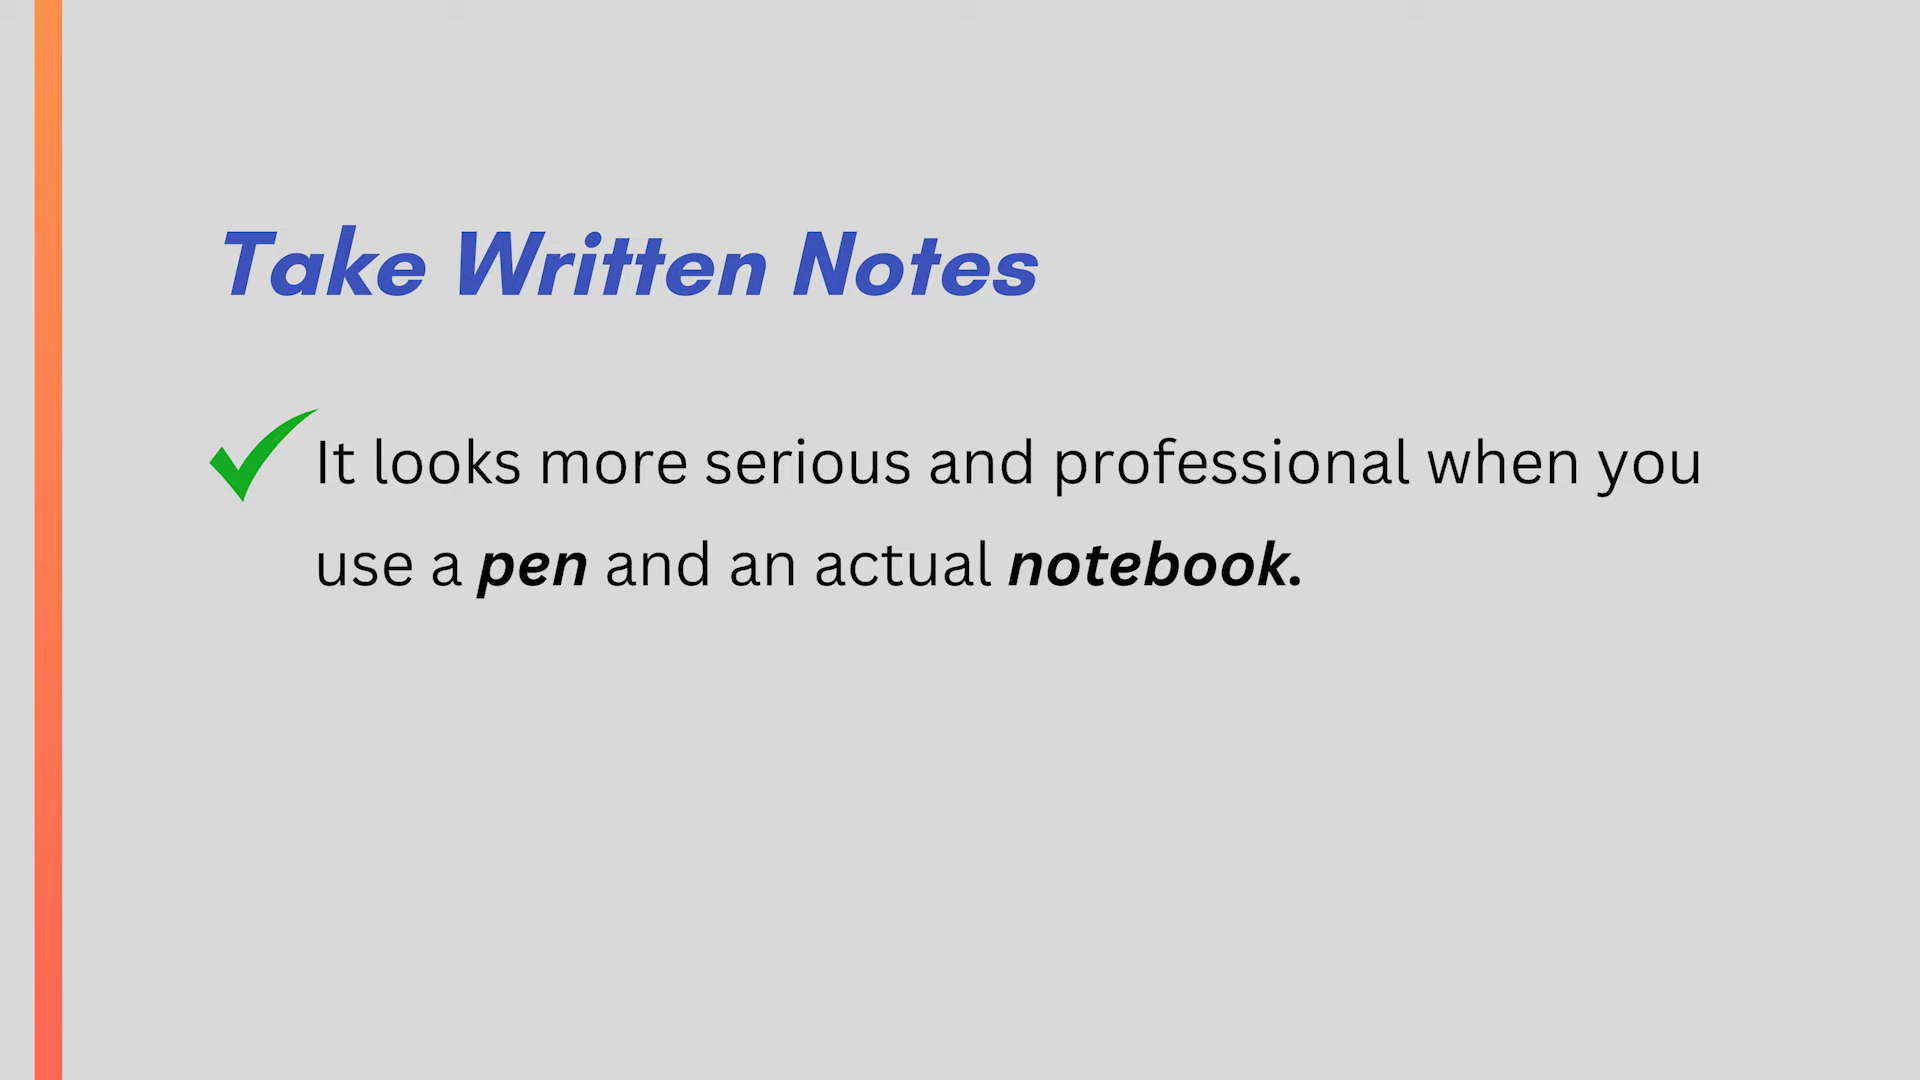 Take Written Notes
It looks more serious and professional when you
use a pen and an actual notebook.